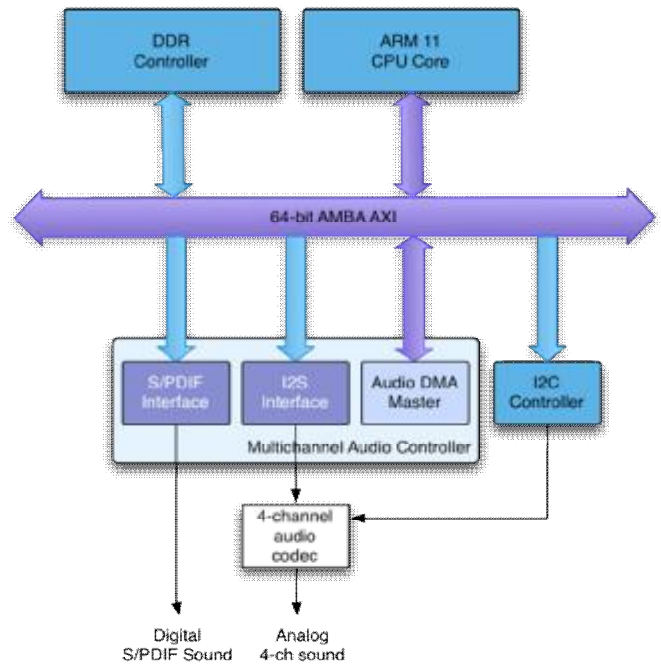 DDR
Controller
ARM 11
CPU Core
64-bit AMBA AXI
S/PDIF
Interface
I2S
Interface
Audio DMA
Master
I2C
Controller
Multichannel Audio Controller
4-channel
audio
codec
Digital
S/PDIF Sound
Analog
4-ch sound